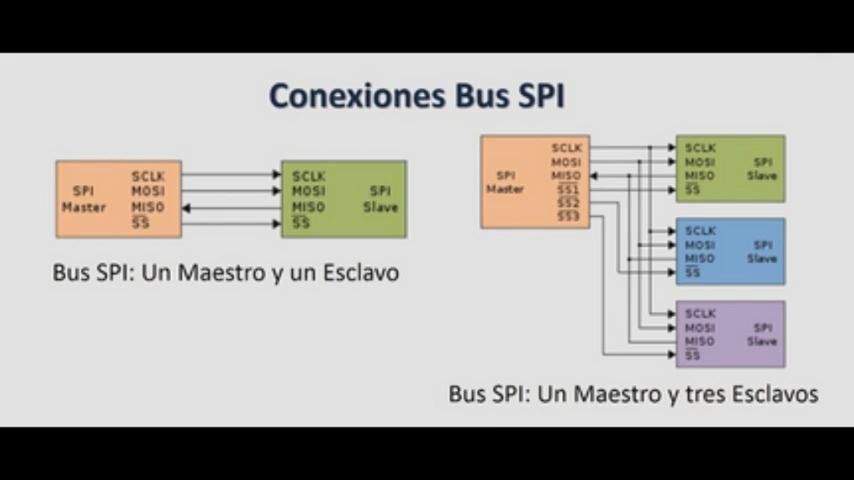 Conexiones Bus SPI
SPI
Master
SCLK
MOSI
MISO
SS
SCLK
MOSI
MISO
SS
SPI
Slave
Bus SPI: Un Maestro y un Esclavo
SPI
Master
SCLK
MOSI
MISO
SS1
SS2
SS3
SCLK
MOSI
MISO
SS
SPI
Slave
SCLK
MOSI
MISO
SS
SPI
Slave
SCLK
MOSI
MISO
SS
SPI
Slave
Bus SPI: Un Maestro y tres Esclavos